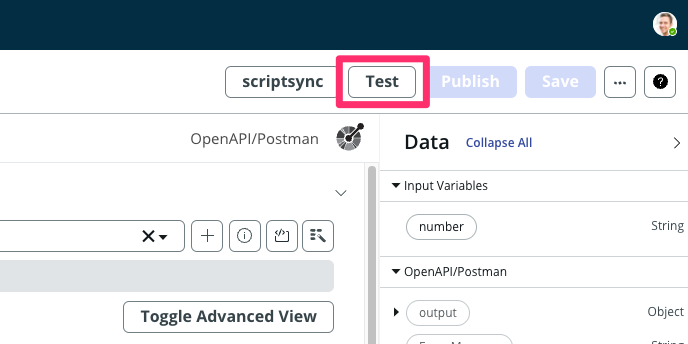 scriptsync
Test
Publish
Save
...
?
OpenAPI/Postman
Data
Collapse All
Input Variables
number
String
OpenAPI/Postman
output
Object
Toggle Advanced View
String